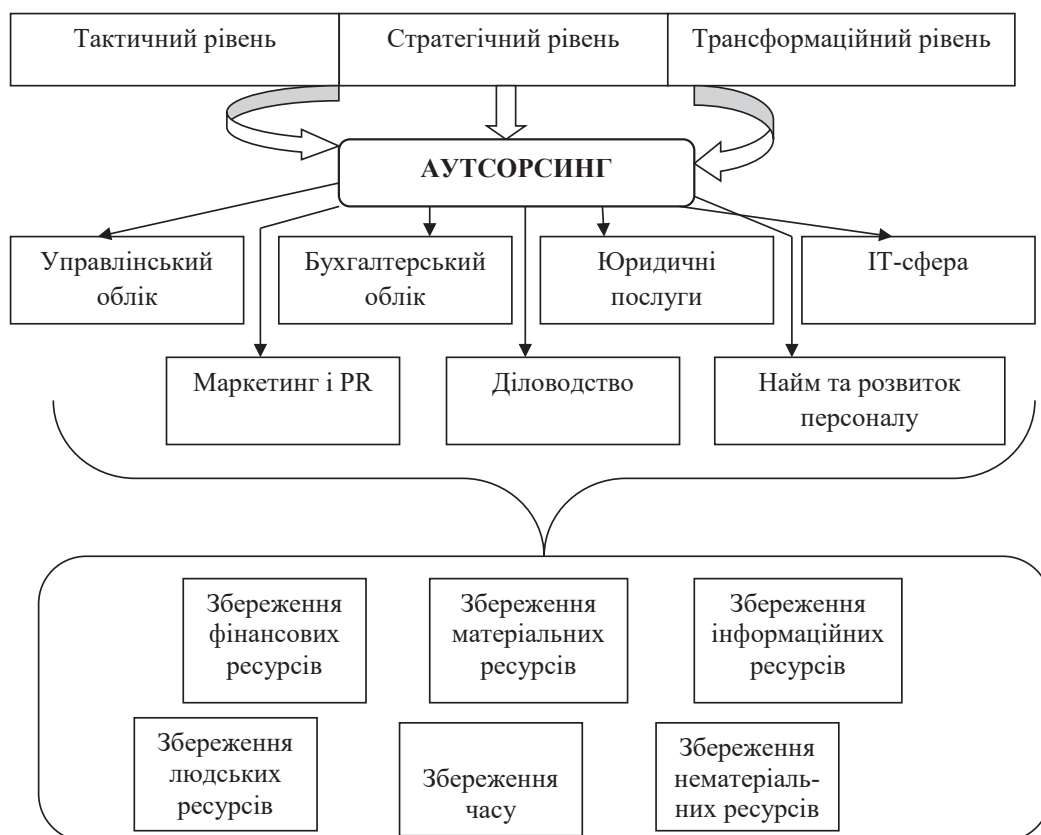 Тактичний рівень
Стратегічний рівень
Трансформаційний рівень
АУТСОРСИНГ
Управлінський
облік
Бухгалтерський
облік
Юридичні
послуги
ІТ-сфера
Маркетинг і PR
Діловодство
Найм та розвиток
персоналу
Збереження
фінансових
ресурсів
Збереження
матеріальних
ресурсів
Збереження
інформаційних
ресурсів
Збереження
людських
ресурсів
Збереження
часу
Збереження
нематеріаль-
них ресурсів